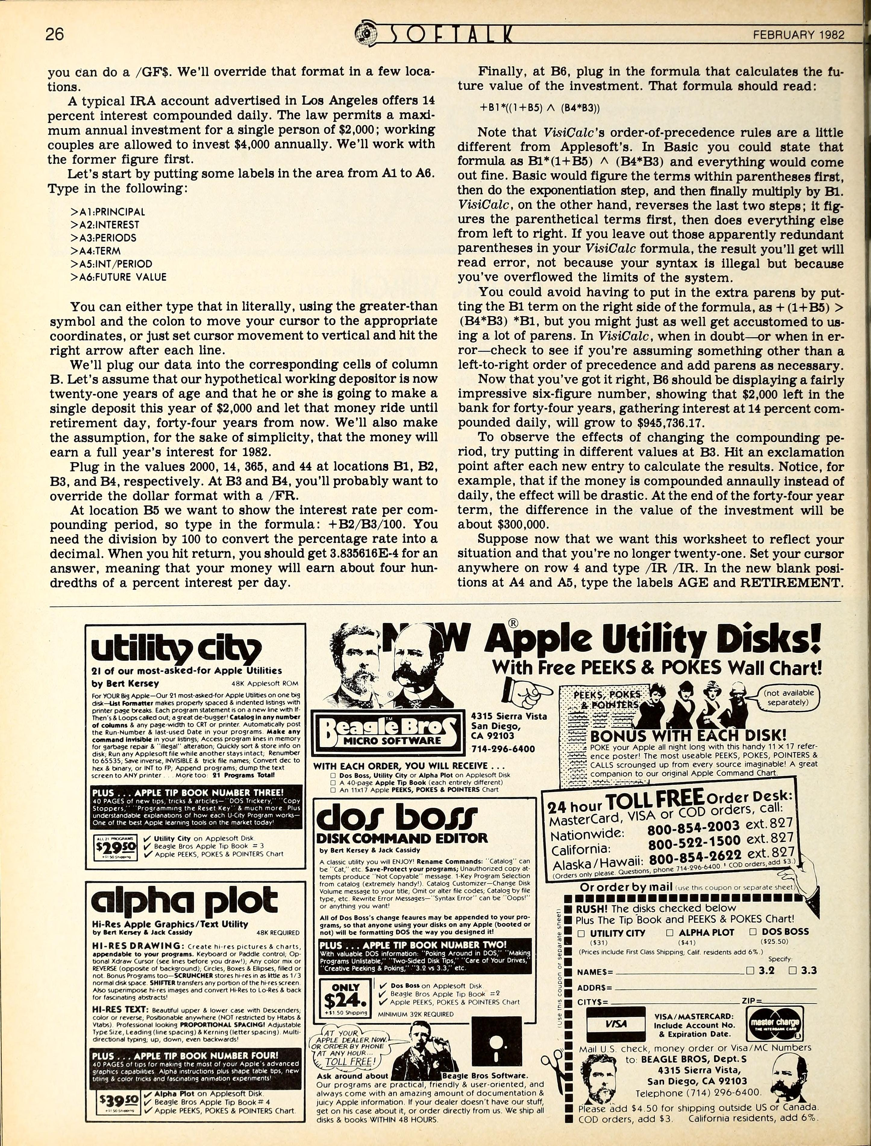 26
SOFTALK
FEBRUARY 1982
you can do a /GF$. We'll override that format in a few loca-
tions.
A typical IRA account advertised in Los Angeles offers 14
percent interest compounded daily. The law permits a maxi-
mum annual investment for a single person of $2,000; working
couples are allowed to invest $4,000 annually. We'll work with
the former figure first.
Let's start by putting some labels in the area from A1 to A6.
Type in the following:
>A1:PRINCIPAL
>A2:INTEREST
>A3:PERIODS
>A4:TERM
>A5:INT/PERIOD
>A6:FUTURE VALUE
You can either type that in literally, using the greater-than
symbol and the colon to move your cursor to the appropriate
coordinates, or just set cursor movement to vertical and hit the
right arrow after each line.
We'll plug our data into the corresponding cells of column
B. Let's assume that our hypothetical working depositor is now
twenty-one years of age and that he or she is going to make a
single deposit this year of $2,000 and let that money ride until
retirement day, forty-four years from now. We'll also make
the assumption, for the sake of simplicity, that the money will
earn a full year's interest for 1982.
Plug in the values 2000, 14, 365, and 44 at locations B1, B2,
B3, and B4, respectively. At B3 and B4, you'll probably want to
override the dollar format with a /FR.
At location B5 we want to show the interest rate per com-
pounding period, so type in the formula: +B2/B3/100. You
need the division by 100 to convert the percentage rate into a
decimal. When you hit return, you should get 3.835616E-4 for an
answer, meaning that your money will earn about four hun-
dredths of a percent interest per day.
Finally, at B6, plug in the formula that calculates the fu-
ture value of the investment. That formula should read:
+B1*((1+B5) ∧ (B4*B3))
Note that VisiCalc's order-of-precedence rules are a little
different from Applesoft's. In Basic you could state that
formula as B1*(1+B5) ∧ (B4*B3) and everything would come
out fine. Basic would figure the terms within parentheses first,
then do the exponentiation step, and then finally multiply by B1.
VisiCalc, on the other hand, reverses the last two steps; it fig-
ures the parenthetical terms first, then does everything else
from left to right. If you leave out those apparently redundant
parentheses in your VisiCalc formula, the result you'll get will
read error, not because your syntax is illegal but because
you've overflowed the limits of the system.
You could avoid having to put in the extra parens by put-
ting the B1 term on the right side of the formula, as + (1+B5) >
(B4*B3) *B1, but you might just as well get accustomed to us-
ing a lot of parens. In VisiCalc, when in doubt—or when in er-
ror—check to see if you're assuming something other than a
left-to-right order of precedence and add parens as necessary.
Now that you've got it right, B6 should be displaying a fairly
impressive six-figure number, showing that $2,000 left in the
bank for forty-four years, gathering interest at 14 percent com-
pounded daily, will grow to $945,736.17.
To observe the effects of changing the compounding pe-
riod, try putting in different values at B3. Hit an exclamation
point after each new entry to calculate the results. Notice, for
example, that if the money is compounded annaully instead of
daily, the effect will be drastic. At the end of the forty-four year
term, the difference in the value of the investment will be
about $300,000.
Suppose now that we want this worksheet to reflect your
situation and that you're no longer twenty-one. Set your cursor
anywhere on row 4 and type /IR /IR. In the new blank posi-
tions at A4 and A5, type the labels AGE and RETIREMENT.
utility city
21 of our most-asked-for Apple Utilities
by Bert Kersey 48K Applesoft ROM
For YOUR Big Apple—Our 21 most-asked-for Apple Utilities on one big
disk—List Formatter makes properly spaced & indented listings with
printer page breaks. Each program statement is on a new line with If-
Then's & Loops called out; a great de-bugger! Catalog in any number
of columns & any page-width to CRT or printer. Automatically post
the Run-Number & last-used Date in your programs. Make any
command invisible in your listings, Access program lines in memory
for garbage repair & "illegal" alteration, Quickly sort & store info on
disk, Run any Applesoft file while another stays intact, Renumber
to 65535, Save inverse, INVISIBLE & trick file names, Convert dec to
hex & binary, or INT to FP, Append programs, dump the text
screen to ANY printer . . . More too: 21 Programs Total!
PLUS . . . APPLE TIP BOOK NUMBER THREE!
40 PAGES of new tips, tricks & articles— "DOS Trickery," "Copy
Stoppers," "Programming the Reset Key" & much more. Plus
understandable explanations of how each U-City Program works—
One of the best Apple learning tools on the market today!
ALL 21 PROGRAMS
$29.50
+$1.50 Shipping
✓ Utility City on Applesoft Disk
✓ Beagle Bros Apple Tip Book #3
✓ Apple PEEKS, POKES & POINTERS Chart
alpha plot
Hi-Res Apple Graphics/Text Utility
by Bert Kersey & Jack Cassidy 48K REQUIRED
HI-RES DRAWING: Create hi-res pictures & charts,
appendable to your programs. Keyboard or Paddle control; Op-
tional Xdraw Cursor (see lines before you draw!); Any color mix or
REVERSE (opposite of background); Circles, Boxes & Ellipses, filled or
not. Bonus Programs too—SCRUNCHER stores hi-res in as little as 1/3
normal disk space. SHIFTER transfers any portion of the hi-res screen.
Also superimpose hi-res images and convert Hi-Res to Lo-Res & back
for fascinating abstracts!
HI-RES TEXT: Beautiful upper & lower case with Descenders,
color or reverse, Positionable anywhere (NOT restricted by Htabs &
Vtabs). Professional looking PROPORTIONAL SPACING! Adjustable
Type Size, Leading (line spacing) & Kerning (letter spacing). Multi-
directional typing; up, down, even backwards!
PLUS . . . APPLE TIP BOOK NUMBER FOUR!
40 PAGES of tips for making the most of your Apple's advanced
graphics capabilities. Alpha instructions plus shape table tips, new
titling & color tricks and fascinating animation experiments!
$39.50
+$1.50 Shipping
✓ Alpha Plot on Applesoft Disk.
✓ Beagle Bros Apple Tip Book #4
✓ Apple PEEKS, POKES & POINTERS Chart.
NOW Apple® Utility Disks!
With Free PEEKS & POKES Wall Chart!
Beagle Bros
MICRO SOFTWARE
4315 Sierra Vista
San Diego,
CA 92103
714-296-6400
WITH EACH ORDER, YOU WILL RECEIVE . . .
□ Dos Boss, Utility City or Alpha Plot on Applesoft Disk
□ A 40-page Apple Tip Book (each entirely different)
□ An 11x17 Apple PEEKS, POKES & POINTERS Chart
dos boss
DISK COMMAND EDITOR
by Bert Kersey & Jack Cassidy
A classic utility you will ENJOY! Rename Commands: "Catalog" can
be "Cat," etc. Save-Protect your programs; Unauthorized copy at-
tempts produce "Not Copyable" message. 1-Key Program Selection
from catalog (extremely handy!). Catalog Customizer—Change Disk
Volume message to your title; Omit or alter file codes; Catalog by file
type, etc. Rewrite Error Messages—"Syntax Error" can be "Oops!"
or anything you want!
All of Dos Boss's change feaures may be appended to your pro-
grams, so that anyone using your disks on any Apple (booted or
not) will be formatting DOS the way you designed it!
PLUS . . . APPLE TIP BOOK NUMBER TWO!
With valuable DOS information: "Poking Around in DOS," "Making
Programs Unlistable," "Two-Sided Disk Tips," "Care of Your Drives,"
"Creative Peeking & Poking," "3.2 vs 3.3," etc.
ONLY
$24.
+$1.50 Shipping
✓ Dos Boss on Applesoft Disk
✓ Beagle Bros Apple Tip Book #2
✓ Apple PEEKS, POKES & POINTERS Chart
MINIMUM 32K REQUIRED
AT YOUR
APPLE DEALER NOW.
OR ORDER BY PHONE
AT ANY HOUR...
TOLL FREE!
Ask around about Beagle Bros Software.
Our programs are practical, friendly & user-oriented, and
always come with an amazing amount of documentation &
juicy Apple information. If your dealer doesn't have our stuff,
get on his case about it, or order directly from us. We ship all
disks & books WITHIN 48 HOURS.
PEEKS, POKES
& POINTERS
(not available
separately)
BONUS WITH EACH DISK!
POKE your Apple all night long with this handy 11 × 17 refer-
ence poster! The most useable PEEKS, POKES, POINTERS &
CALLS scrounged up from every source imaginable! A great
companion to our original Apple Command Chart.
24 hour TOLL FREE Order Desk:
MasterCard, VISA or COD orders, call:
Nationwide: 800-854-2003 ext. 827
California: 800-522-1500 ext. 827
Alaska/Hawaii: 800-854-2622 ext. 827
(Orders only please. Questions, phone 714-296-6400. COD orders, add $3.)
Or order by mail (use this coupon or separate sheet)
(use this coupon or separate sheet)
RUSH! The disks checked below
Plus The Tip Book and PEEKS & POKES Chart!
□ UTILITY CITY □ ALPHA PLOT □ DOS BOSS
($31) ($41) ($25.50)
(Prices include First Class Shipping, Calif. residents add 6%.)
Specify:
NAME
□ 3.2 □ 3.3
ADDR
CITY
ZIP
VISA
VISA/MASTERCARD:
Include Account No.
& Expiration Date.
master charge
THE INTERBANK CARD
Mail U.S. check, money order or Visa/MC Numbers
to: BEAGLE BROS, Dept. S
4315 Sierra Vista,
San Diego, CA 92103
Telephone (714) 296-6400.
Please add $4.50 for shipping outside US or Canada.
COD orders, add $3. California residents, add 6%.